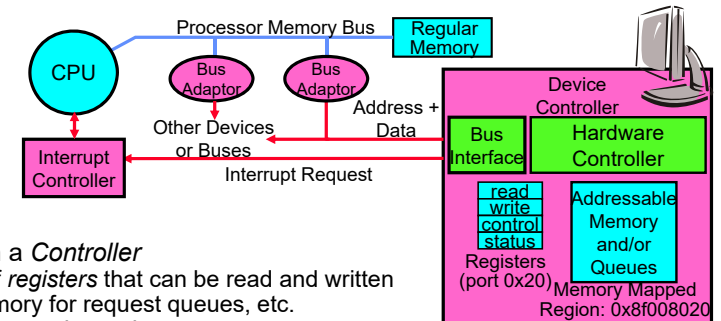 Processor Memory Bus
Regular
Memory
CPU
Bus
Adaptor
Bus
Adaptor
Address +
Data
Other Devices
or Buses
Interrupt
Controller
Interrupt Request
Device
Controller
Bus
Interface
Hardware
Controller
read
write
control
status
Registers
(port 0x20)
Addressable
Memory
and/or
Queues
Memory Mapped
Region: 0x8f008020
a Controller
registers that can be read and written
mory for request queues, etc.